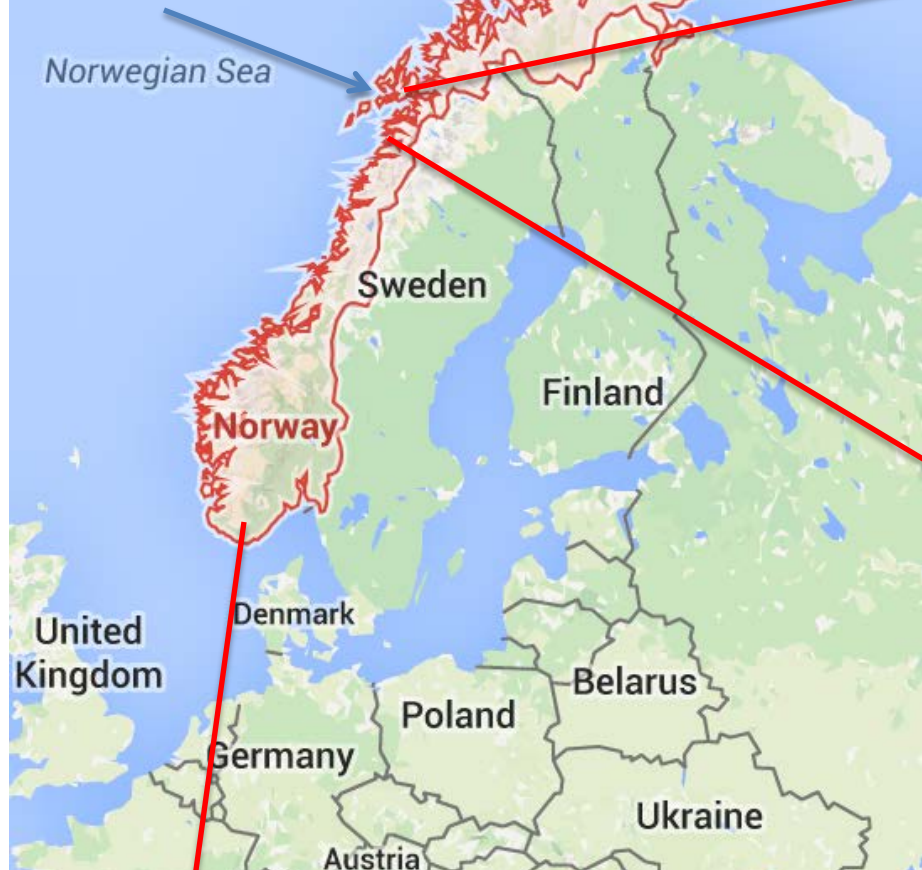 Norwegian Sea
Sweden
Finland
Norway
Denmark
United
Kingdom
Belarus
Poland
Germany
Ukraine
Austria